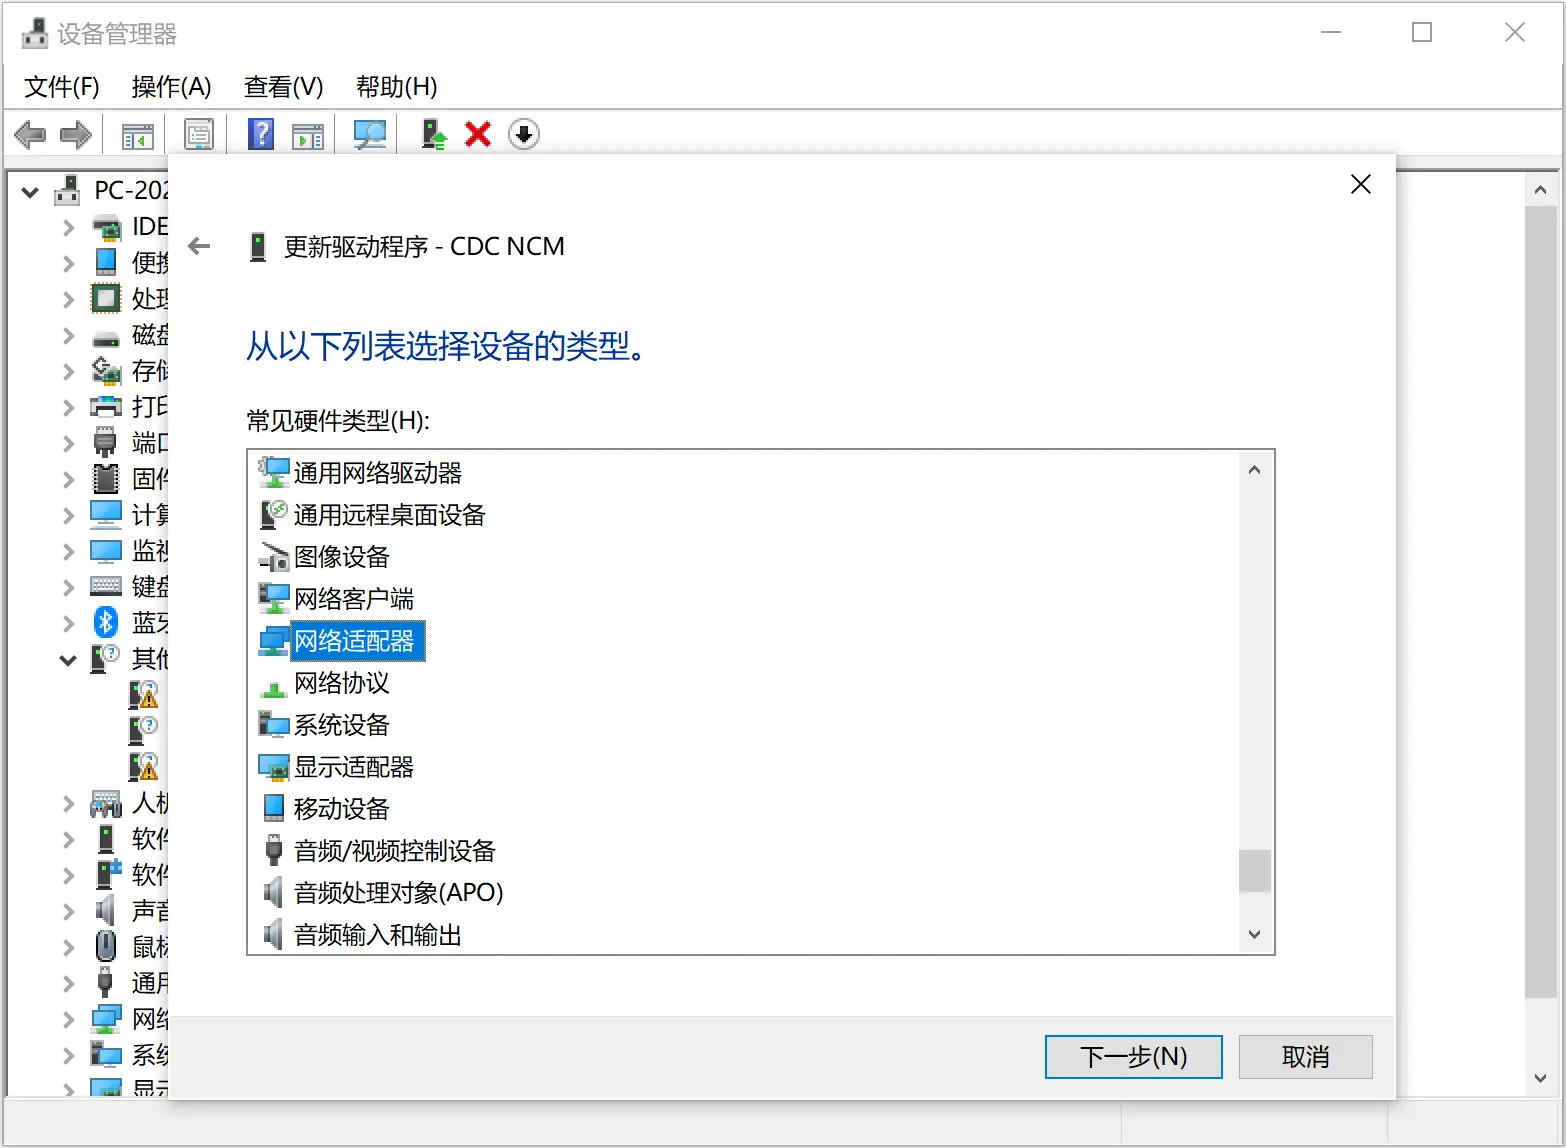 设备管理器
文件(F) 操作(A) 查看(V) 帮助(H)
PC-202
IDE
便携
处理
磁盘
存储
打印
端口
固件
计算
监视
键盘
蓝牙
其他
人机
软件
软件
声音
鼠标
通用
网络
系统
显示
更新驱动程序 - CDC NCM
从以下列表选择设备的类型。
常见硬件类型(H):
通用网络驱动器
通用远程桌面设备
图像设备
网络客户端
网络适配器
网络协议
系统设备
显示适配器
移动设备
音频/视频控制设备
音频处理对象(APO)
音频输入和输出
下一步(N)
取消